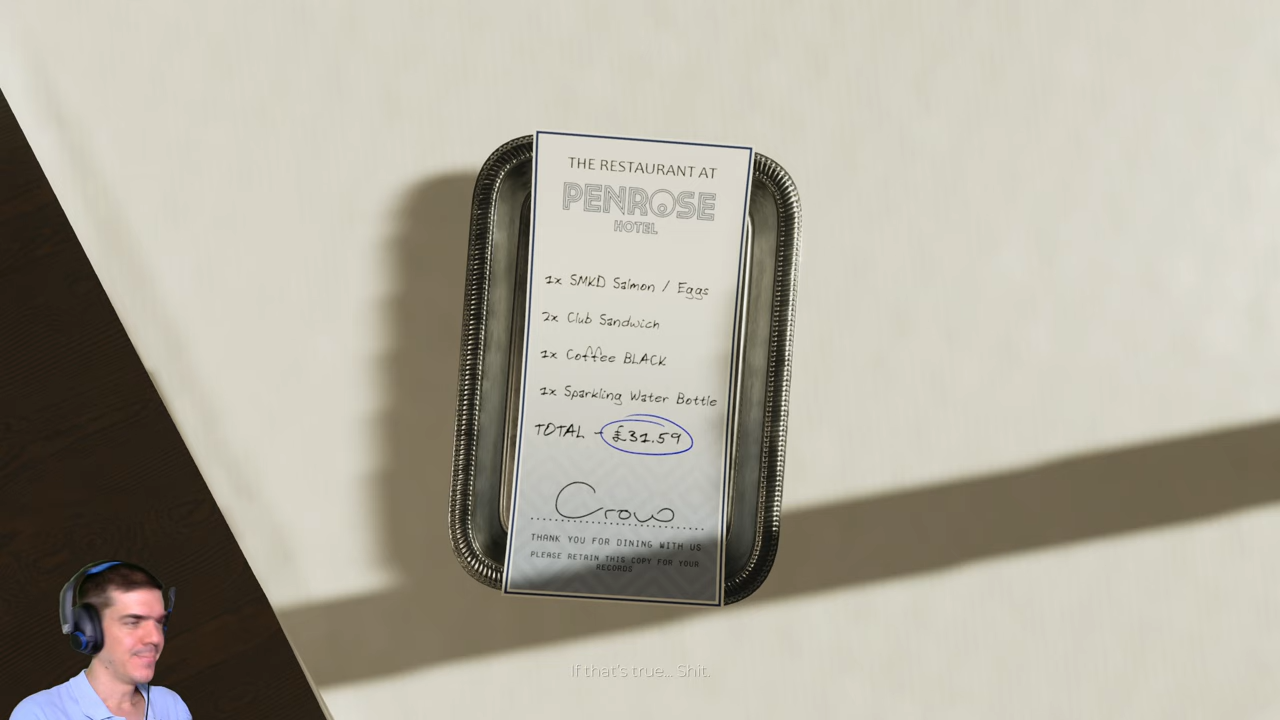 THE RESTAURANT AT
PENROSE
HOTEL
1x SMKD Salmon / Eggs
2x Club Sandwich
1x Coffee BLACK
1x Sparkling Water Bottle
TOTAL - £31.59
Crow
THANK YOU FOR DINING WITH US
PLEASE RETAIN THIS COPY FOR YOUR
RECORDS
If that's true... Shit.